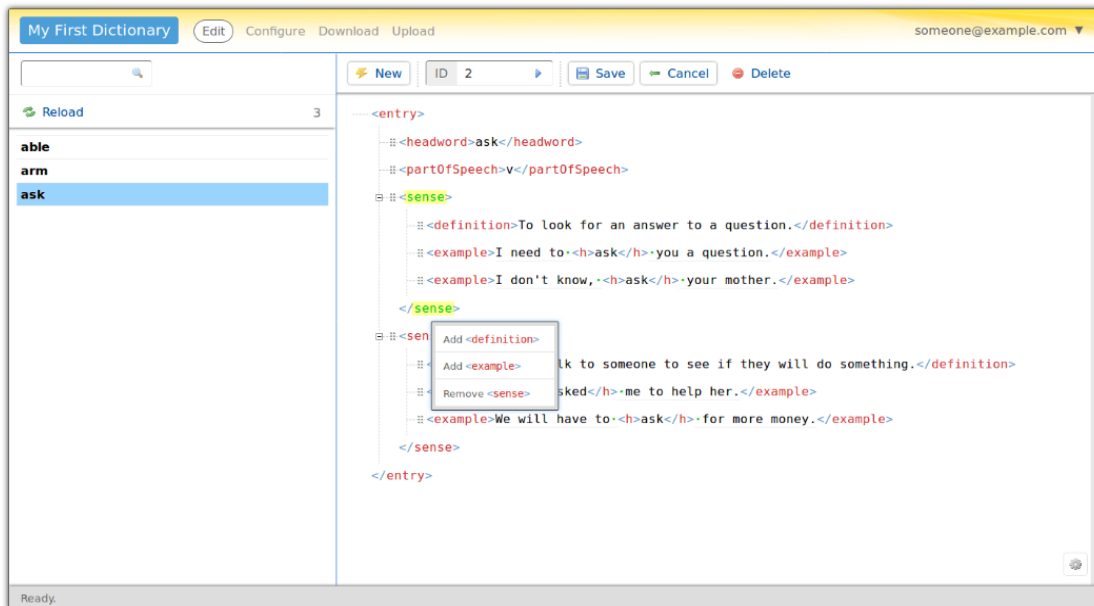 My First Dictionary Edit Configure Download Upload someone@example.com ▼
New ID 2 Save Cancel Delete
Reload 3
able
arm
ask
<entry>
<headword>ask</headword>
<partOfSpeech>v</partOfSpeech>
<sense>
<definition>To look for an answer to a question.</definition>
<example>I need to·<h>ask</h>·you a question.</example>
<example>I don't know,·<h>ask</h>·your mother.</example>
</sense>
<sen
Add <definition>
lk to someone to see if they will do something.</definition>
Add <example>
Remove <sense>
sked</h>·me to help her.</example>
<example>We will have to·<h>ask</h>·for more money.</example>
</sense>
</entry>
Ready.